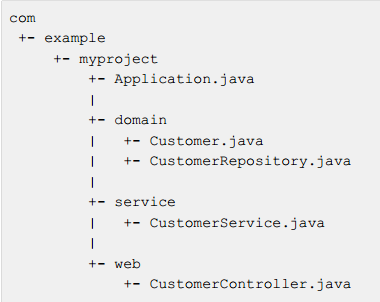 com
 +- example
     +- myproject
         +- Application.java
         |
         +- domain
         |   +- Customer.java
         |   +- CustomerRepository.java
         |
         +- service
         |   +- CustomerService.java
         |
         +- web
             +- CustomerController.java